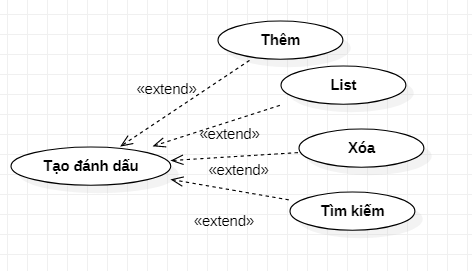 Thêm
«extend»
List
«extend»
Xóa
Tạo đánh dấu
«extend»
Tìm kiếm
«extend»